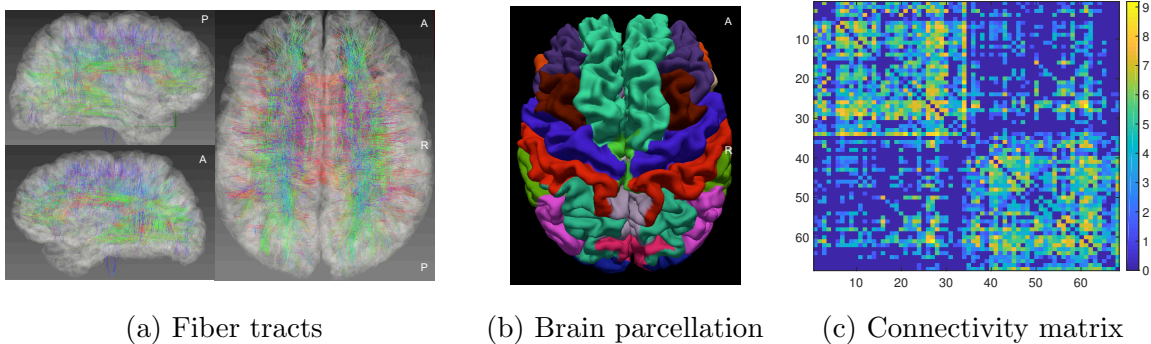 P
A
A
R
P
A
R
10
20
30
40
50
60
10 20 30 40 50 60
9
8
7
6
5
4
3
2
1
0
(a) Fiber tracts
(b) Brain parcellation
(c) Connectivity matrix